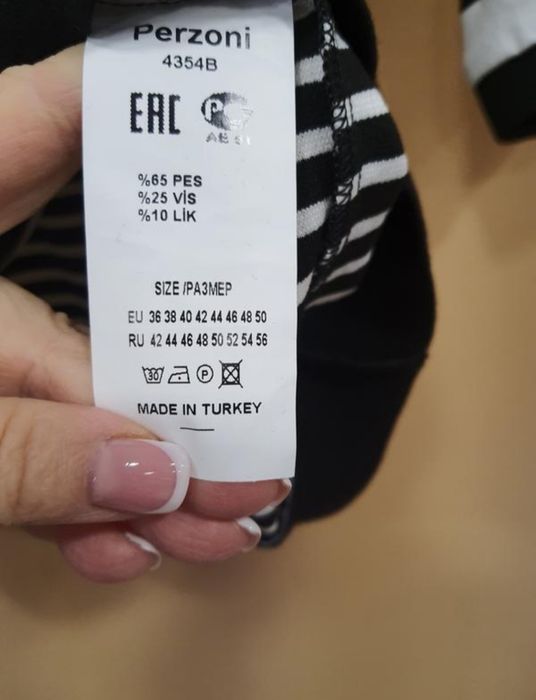 Perzoni
4354B
EAC
%65 PES
%25 VİS
%10 LİK
SIZE /РАЗМЕР
EU 36 38 40 42 44 46 48 50
RU 42 44 46 48 50 52 54 56
30
P
MADE IN TURKEY